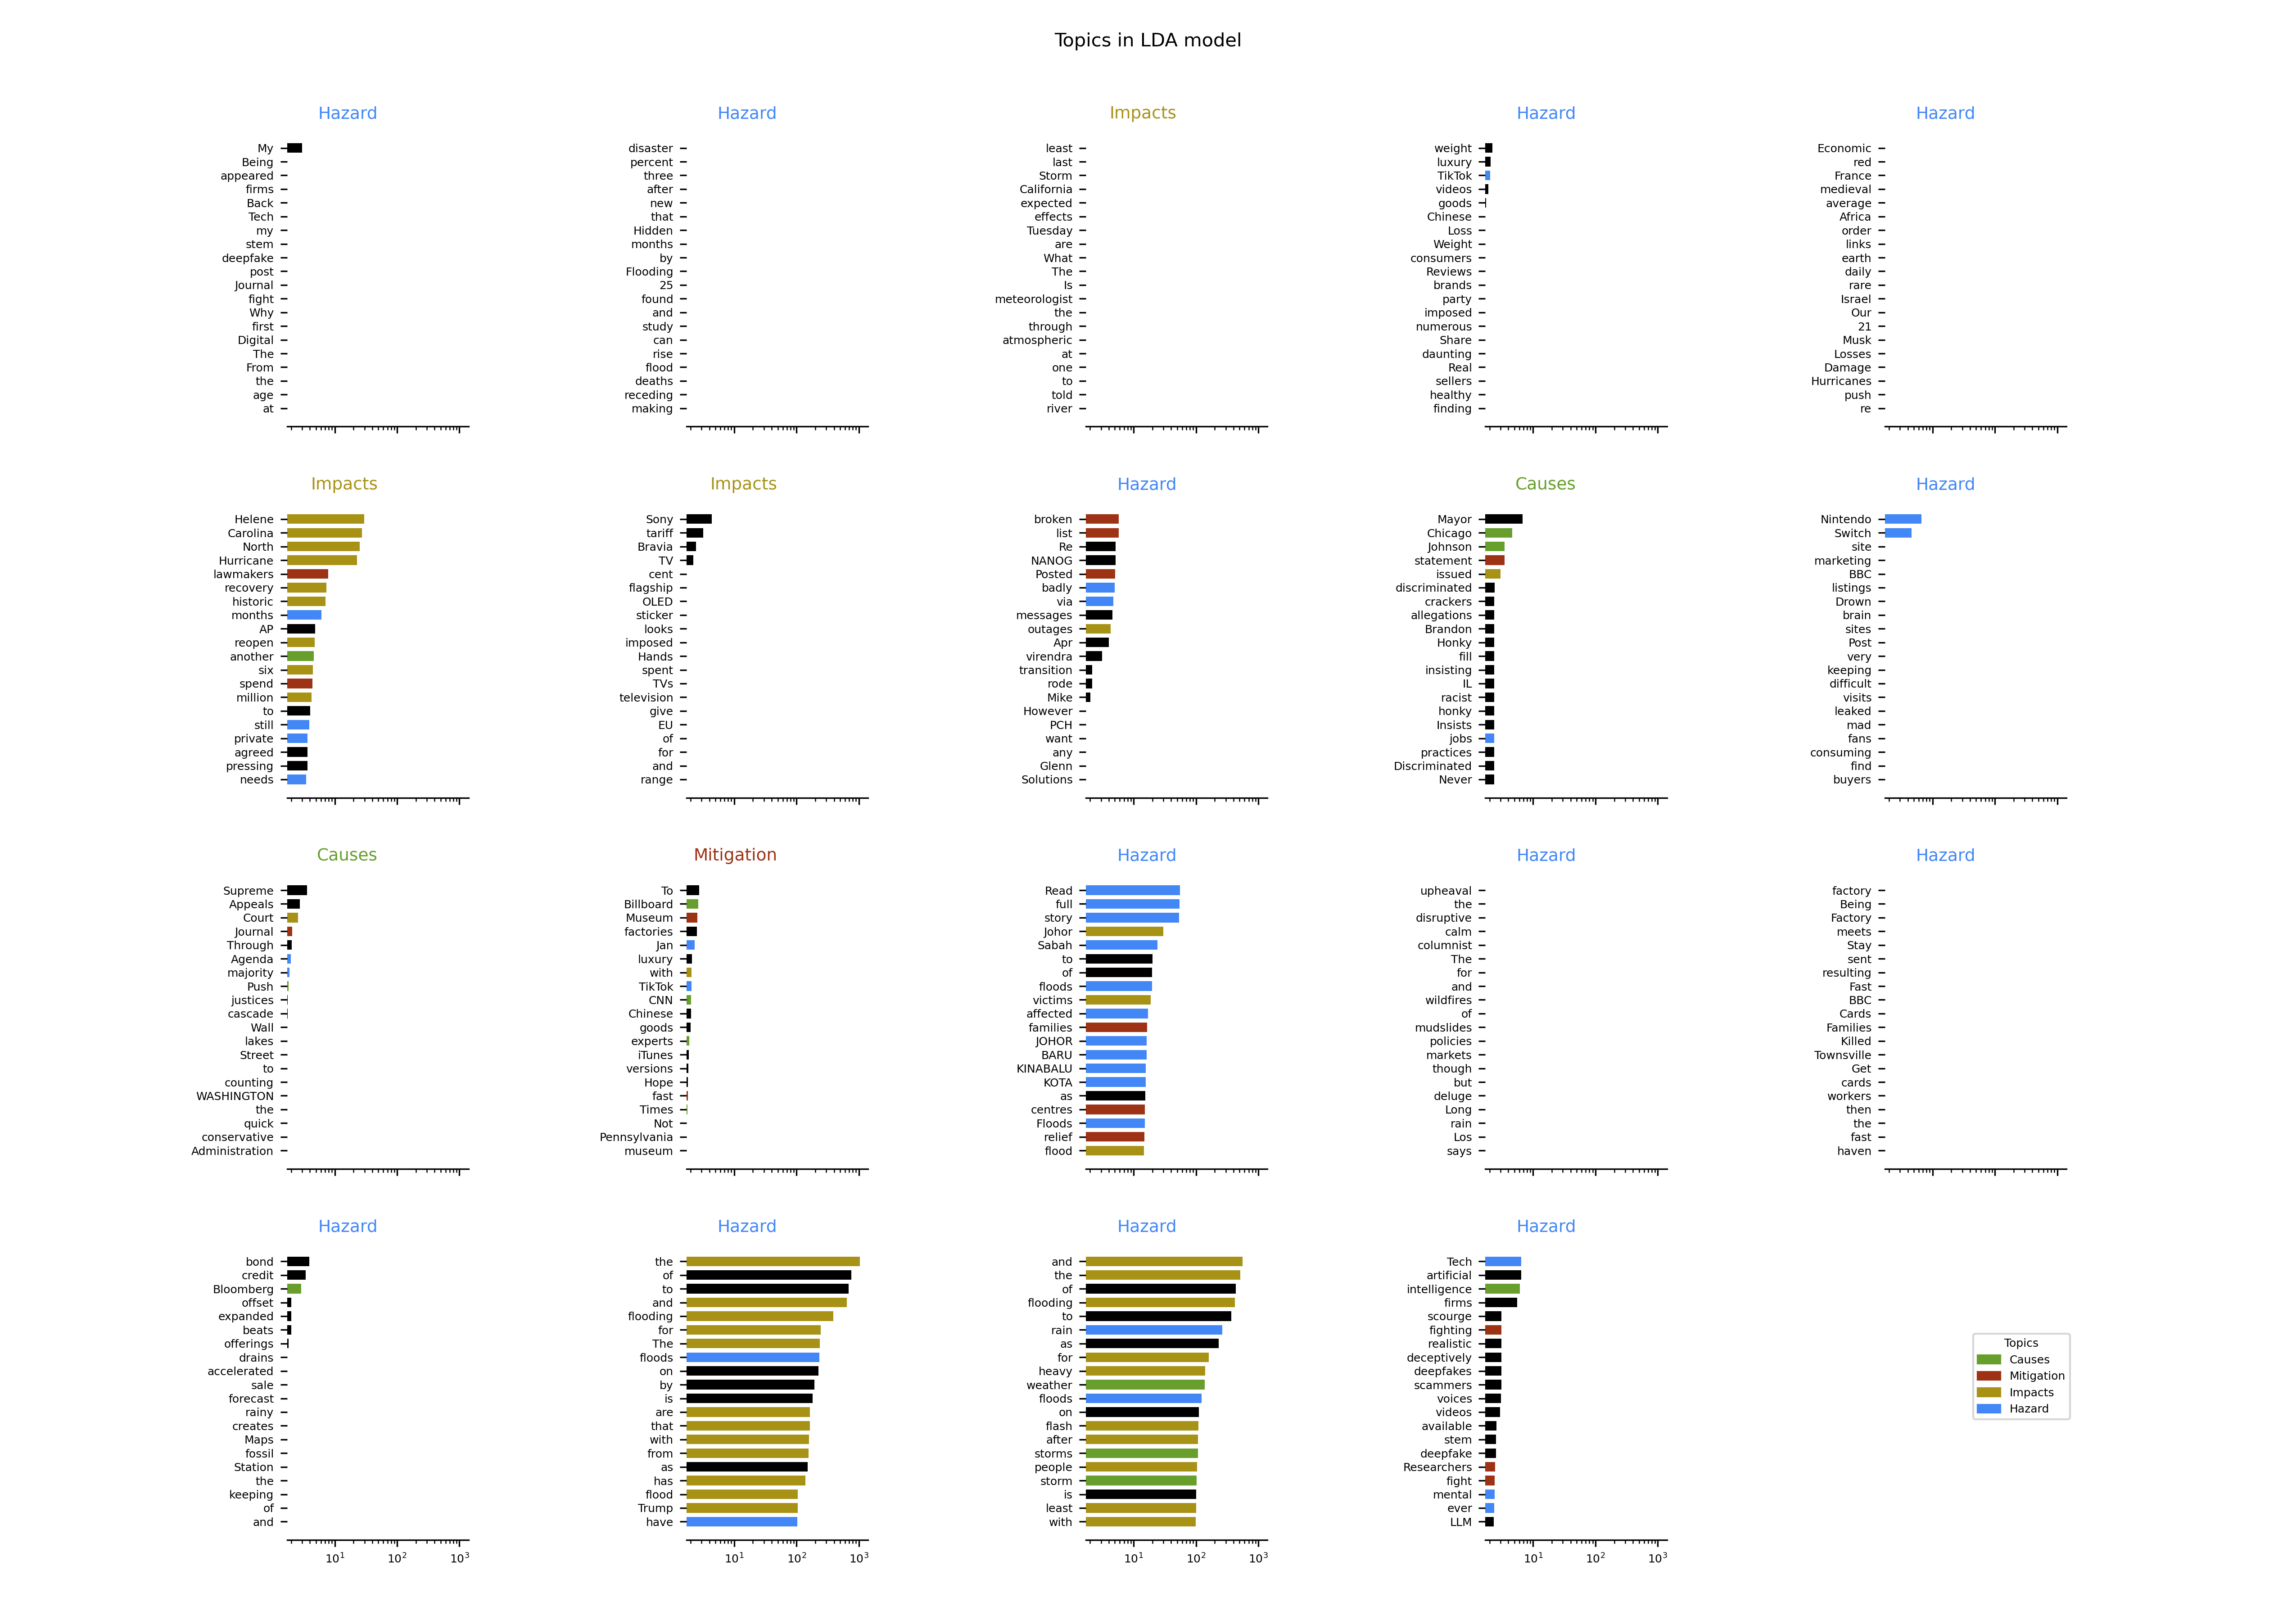 Topics in LDA model
Hazard
My
Being
appeared
firms
Back
Tech
my
stem
deepfake
post
Journal
fight
Why
first
Digital
The
From
the
age
at
Hazard
disaster
percent
three
after
new
that
Hidden
months
by
Flooding
25
found
and
study
can
rise
flood
deaths
receding
making
Impacts
least
last
Storm
California
expected
effects
Tuesday
are
What
The
Is
meteorologist
the
through
atmospheric
at
one
to
told
river
Hazard
weight
luxury
TikTok
videos
goods
Chinese
Loss
Weight
consumers
Reviews
brands
party
imposed
numerous
Share
daunting
Real
sellers
healthy
finding
Hazard
Economic
red
France
medieval
average
Africa
order
links
earth
daily
rare
Israel
Our
21
Musk
Losses
Damage
Hurricanes
push
re
Impacts
Helene
Carolina
North
Hurricane
lawmakers
recovery
historic
months
AP
reopen
another
six
spend
million
to
still
private
agreed
pressing
needs
Impacts
Sony
tariff
Bravia
TV
cent
flagship
OLED
sticker
looks
imposed
Hands
spent
TVs
television
give
EU
of
for
and
range
Hazard
broken
list
Re
NANOG
Posted
badly
via
messages
outages
Apr
virendra
transition
rode
Mike
However
PCH
want
any
Glenn
Solutions
Causes
Mayor
Chicago
Johnson
statement
issued
discriminated
crackers
allegations
Brandon
Honky
fill
insisting
IL
racist
honky
Insists
jobs
practices
Discriminated
Never
Hazard
Nintendo
Switch
site
marketing
BBC
listings
Drown
brain
sites
Post
very
keeping
difficult
visits
leaked
mad
fans
consuming
find
buyers
Causes
Supreme
Appeals
Court
Journal
Through
Agenda
majority
Push
justices
cascade
Wall
lakes
Street
to
counting
WASHINGTON
the
quick
conservative
Administration
Mitigation
To
Billboard
Museum
factories
Jan
luxury
with
TikTok
CNN
Chinese
goods
experts
iTunes
versions
Hope
fast
Times
Not
Pennsylvania
museum
Hazard
Read
full
story
Johor
Sabah
to
of
floods
victims
affected
families
JOHOR
BARU
KINABALU
KOTA
as
centres
Floods
relief
flood
Hazard
upheaval
the
disruptive
calm
columnist
The
for
and
wildfires
of
mudslides
policies
markets
though
but
deluge
Long
rain
Los
says
Hazard
factory
Being
Factory
meets
Stay
sent
resulting
Fast
BBC
Cards
Families
Killed
Townsville
Get
cards
workers
then
the
fast
haven
Hazard
bond
credit
Bloomberg
offset
expanded
beats
offerings
drains
accelerated
sale
forecast
rainy
creates
Maps
fossil
Station
the
keeping
of
and
10¹ 10² 10³
Hazard
the
of
to
and
flooding
for
The
floods
on
by
is
are
that
with
from
as
has
flood
Trump
have
10¹ 10² 10³
Hazard
and
the
of
flooding
to
rain
as
for
heavy
weather
floods
on
flash
after
storms
people
storm
is
least
with
10¹ 10² 10³
Hazard
Tech
artificial
intelligence
firms
scourge
fighting
realistic
deceptively
deepfakes
scammers
voices
videos
available
stem
deepfake
Researchers
fight
mental
ever
LLM
10¹ 10² 10³
Topics
Causes
Mitigation
Impacts
Hazard